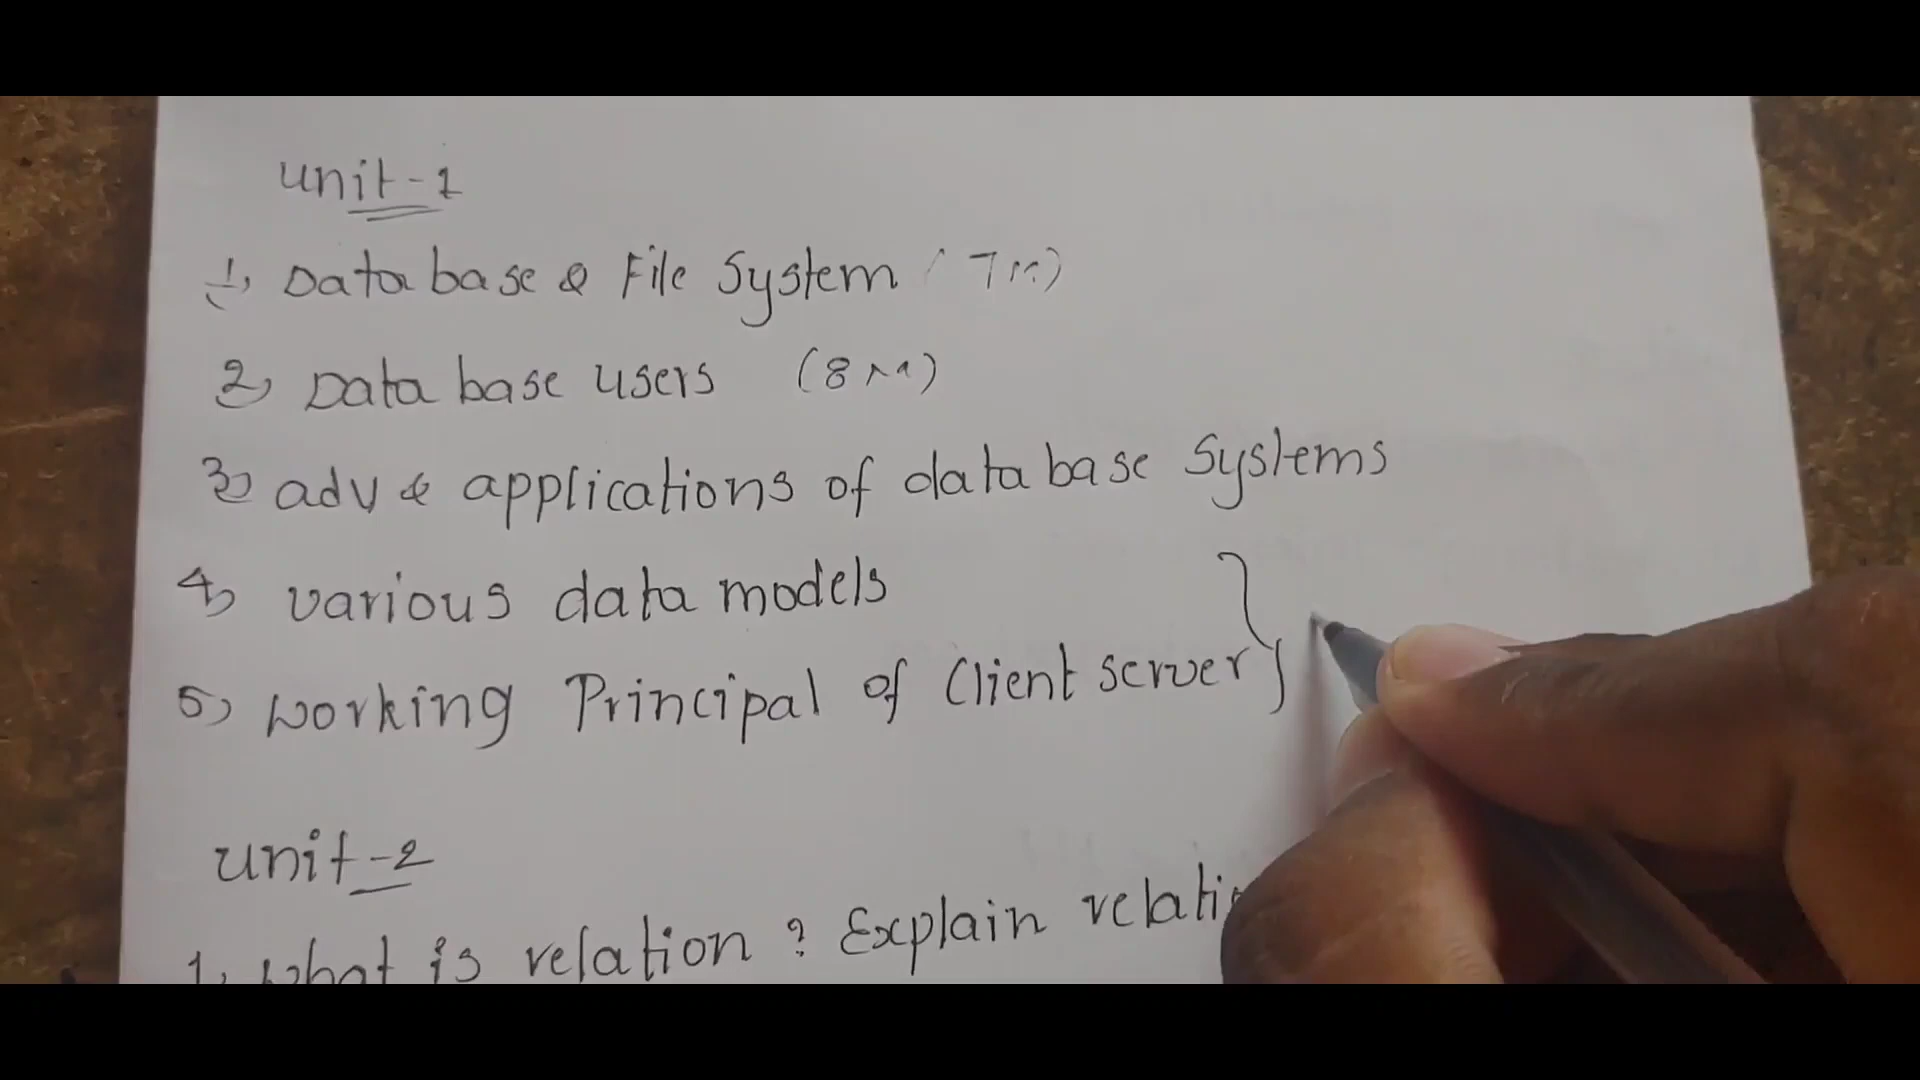 unit-1
1) Data base & File System (7M)
2) Data base users (8M)
3) adv & applications of data base Systems
4) various data models
5) working Principal of Client server }
unit-2
1. What is relation ? Explain